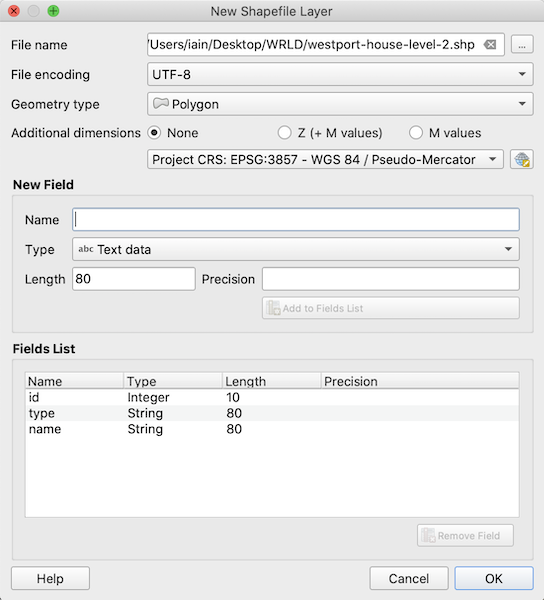 New Shapefile Layer
File name /Users/iain/Desktop/WRLD/westport-house-level-2.shp ...
File encoding UTF-8
Geometry type Polygon
Additional dimensions None Z (+ M values) M values
Project CRS: EPSG:3857 - WGS 84 / Pseudo-Mercator
New Field
Name
Type abc Text data
Length 80 Precision
Add to Fields List
Fields List
Name Type Length Precision
id Integer 10
type String 80
name String 80
Remove Field
Help Cancel OK